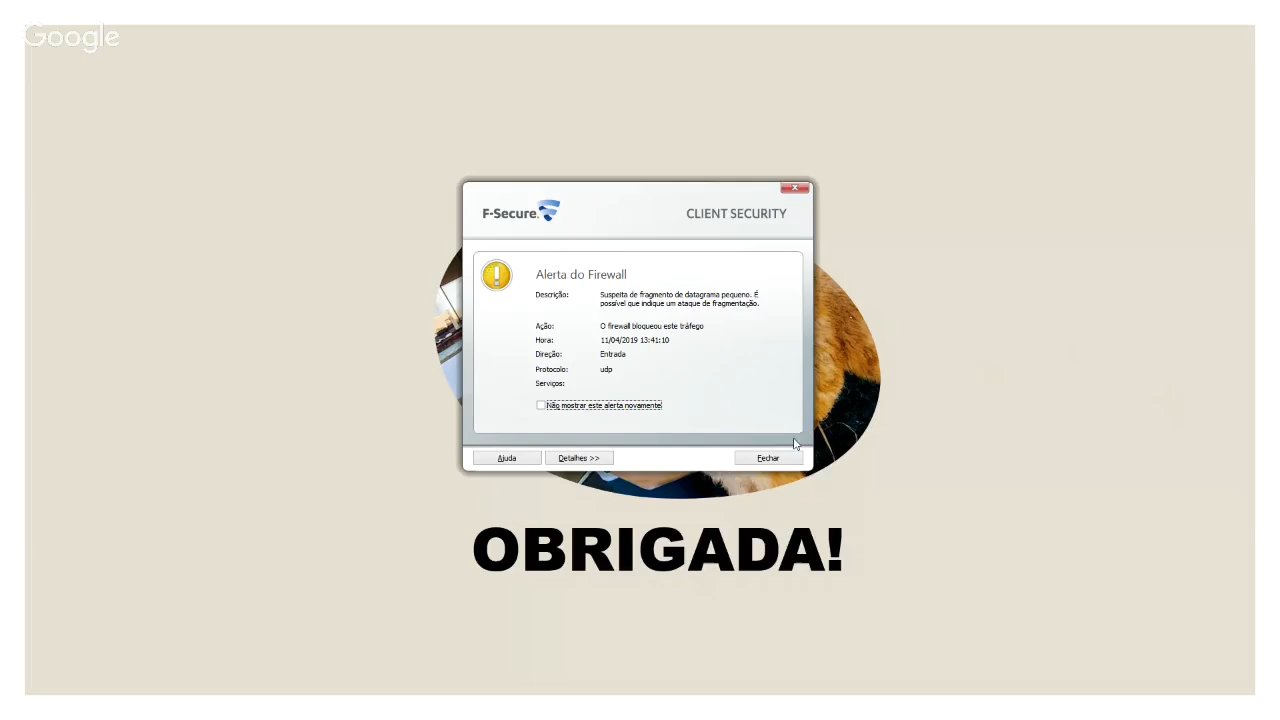 Google
F-Secure.
CLIENT SECURITY
Alerta do Firewall
Descrição: Suspeita de fragmento de datagrama pequeno. É
possível que indique um ataque de fragmentação.
Ação: O firewall bloqueou este tráfego
Hora: 11/04/2019 13:41:10
Direção: Entrada
Protocolo: udp
Serviços:
Não mostrar este alerta novamente
Ajuda Detalhes >> Fechar
OBRIGADA!